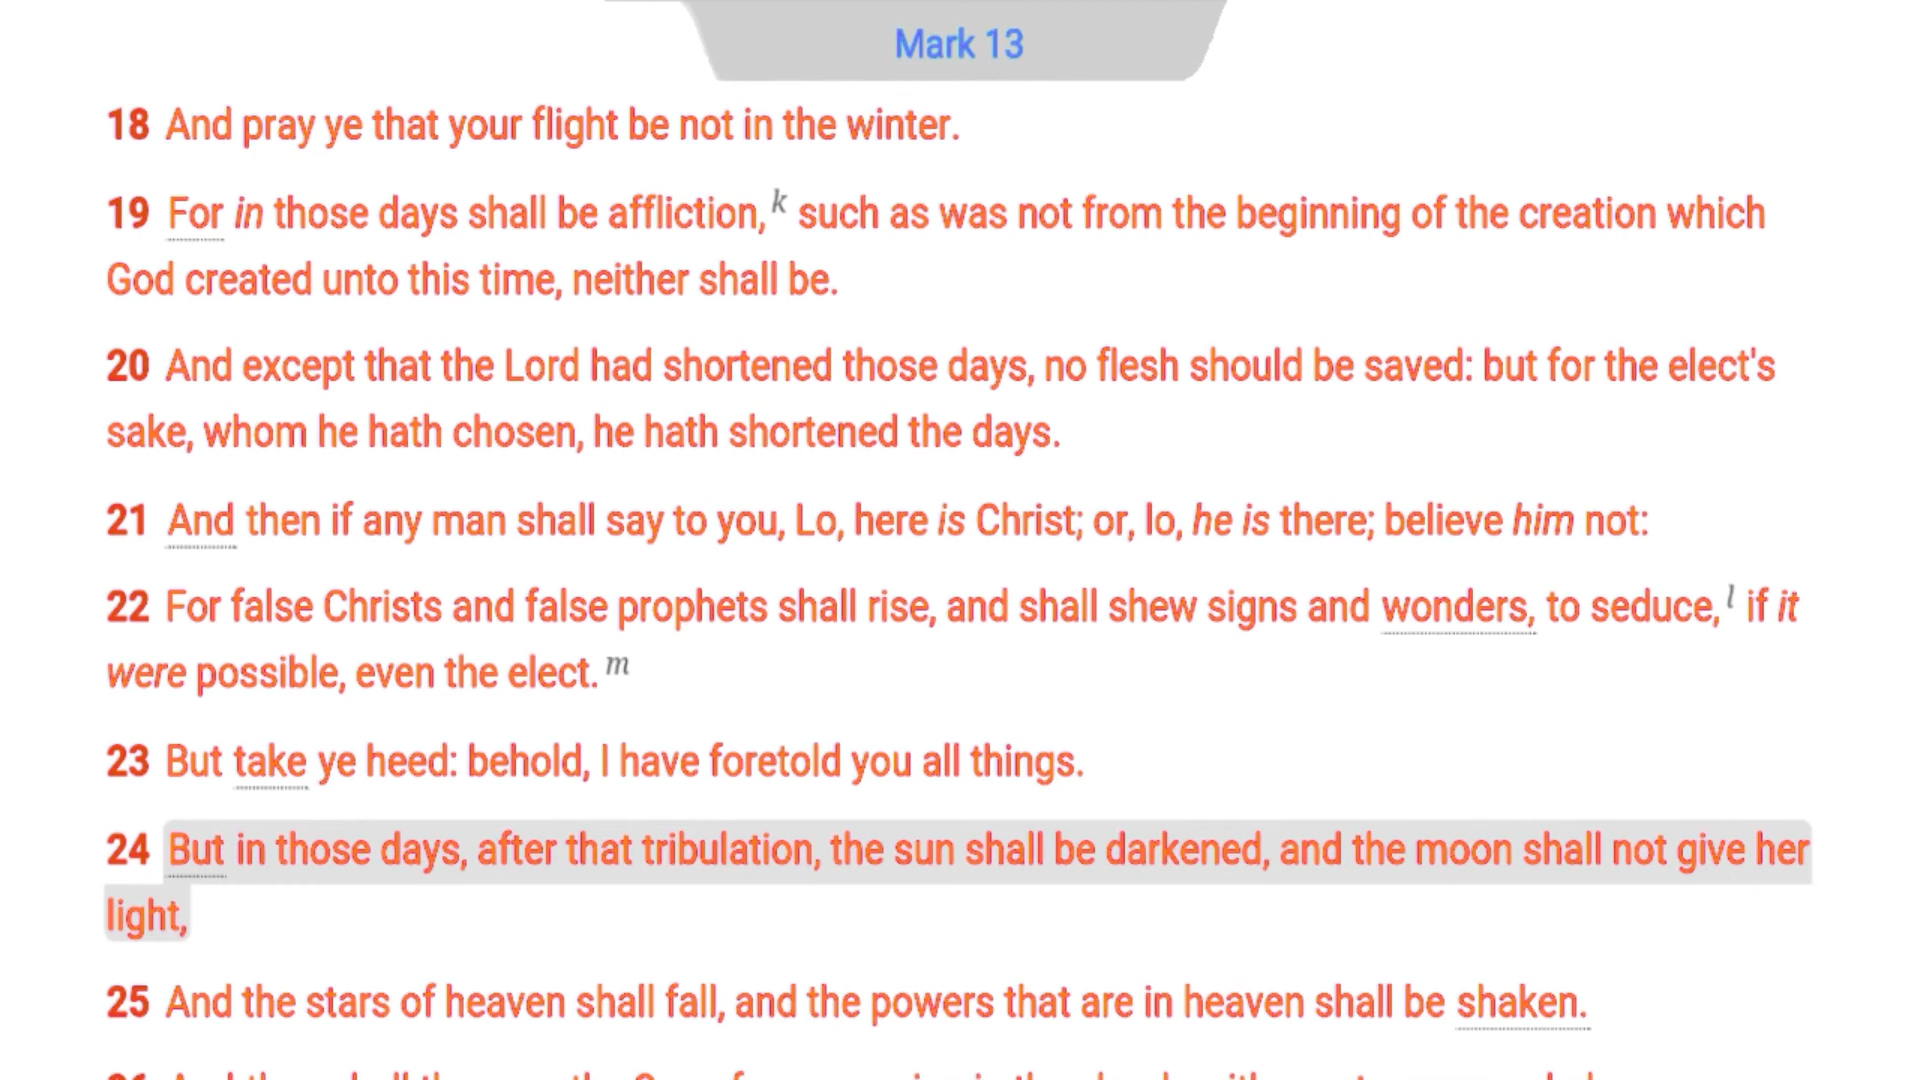 Mark 13
18 And pray ye that your flight be not in the winter.
19 For in those days shall be affliction, k such as was not from the beginning of the creation which
God created unto this time, neither shall be.
20 And except that the Lord had shortened those days, no flesh should be saved: but for the elect's
sake, whom he hath chosen, he hath shortened the days.
21 And then if any man shall say to you, Lo, here is Christ; or, lo, he is there; believe him not:
22 For false Christs and false prophets shall rise, and shall shew signs and wonders, to seduce, l if it
were possible, even the elect. m
23 But take ye heed: behold, I have foretold you all things.
24 But in those days, after that tribulation, the sun shall be darkened, and the moon shall not give her
light,
25 And the stars of heaven shall fall, and the powers that are in heaven shall be shaken.